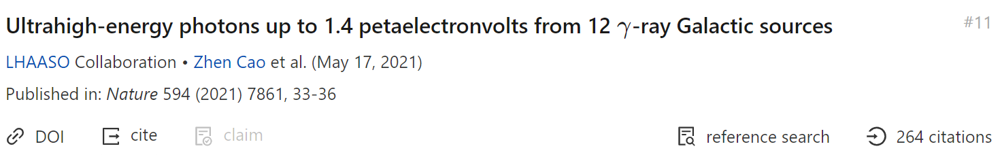 Ultrahigh-energy photons up to 1.4 petaelectronvolts from 12 γ-ray Galactic sources #11
LHAASO Collaboration • Zhen Cao et al. (May 17, 2021)
Published in: Nature 594 (2021) 7861, 33-36
DOI cite claim reference search 264 citations